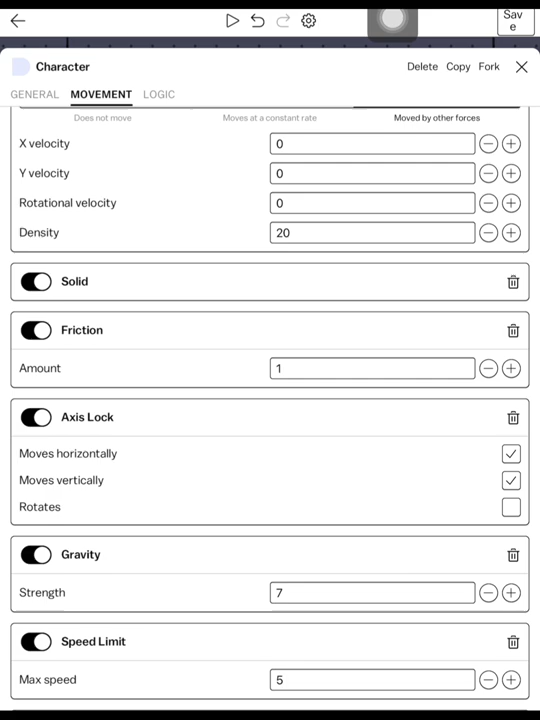 Sav
e
Character
Delete Copy Fork
GENERAL MOVEMENT LOGIC
Does not move Moves at a constant rate Moved by other forces
X velocity 0
Y velocity 0
Rotational velocity 0
Density 20
Solid
Friction
Amount 1
Axis Lock
Moves horizontally
Moves vertically
Rotates
Gravity
Strength 7
Speed Limit
Max speed 5